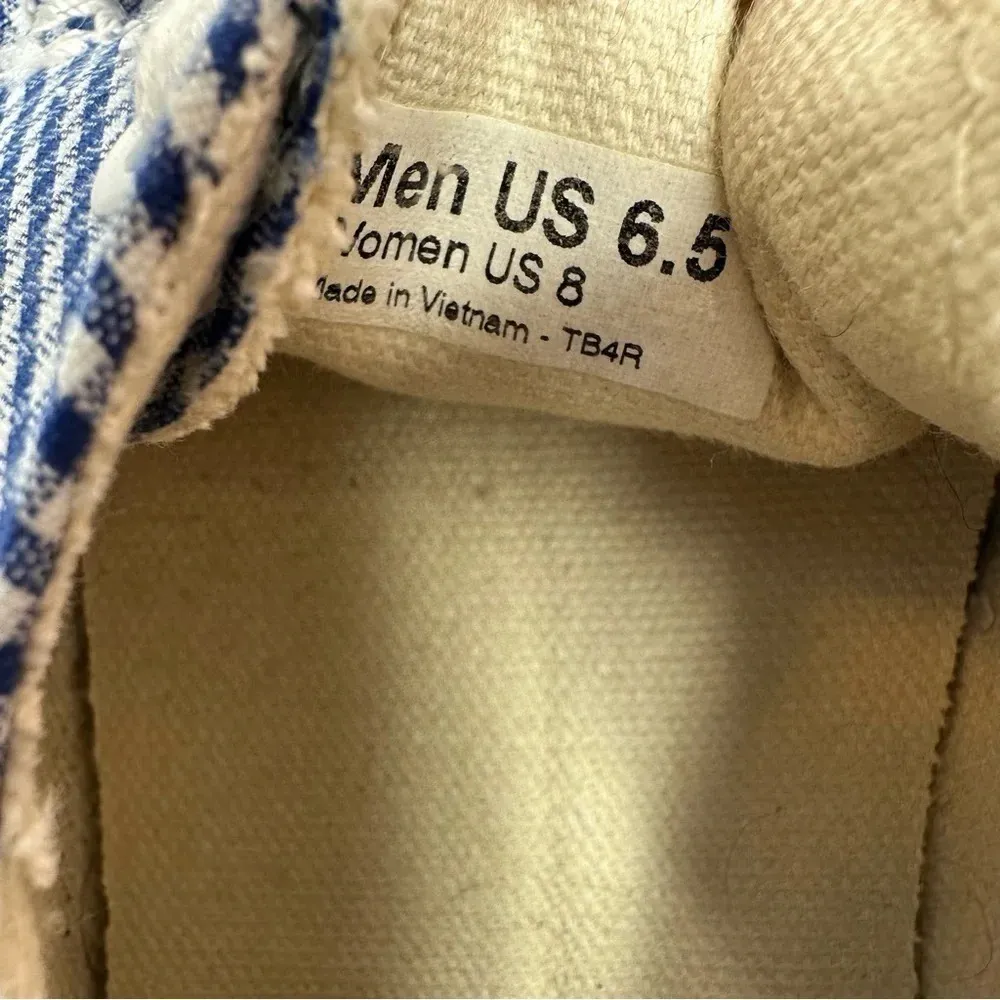 Men US 6.5
Women US 8
Made in Vietnam - TB4R